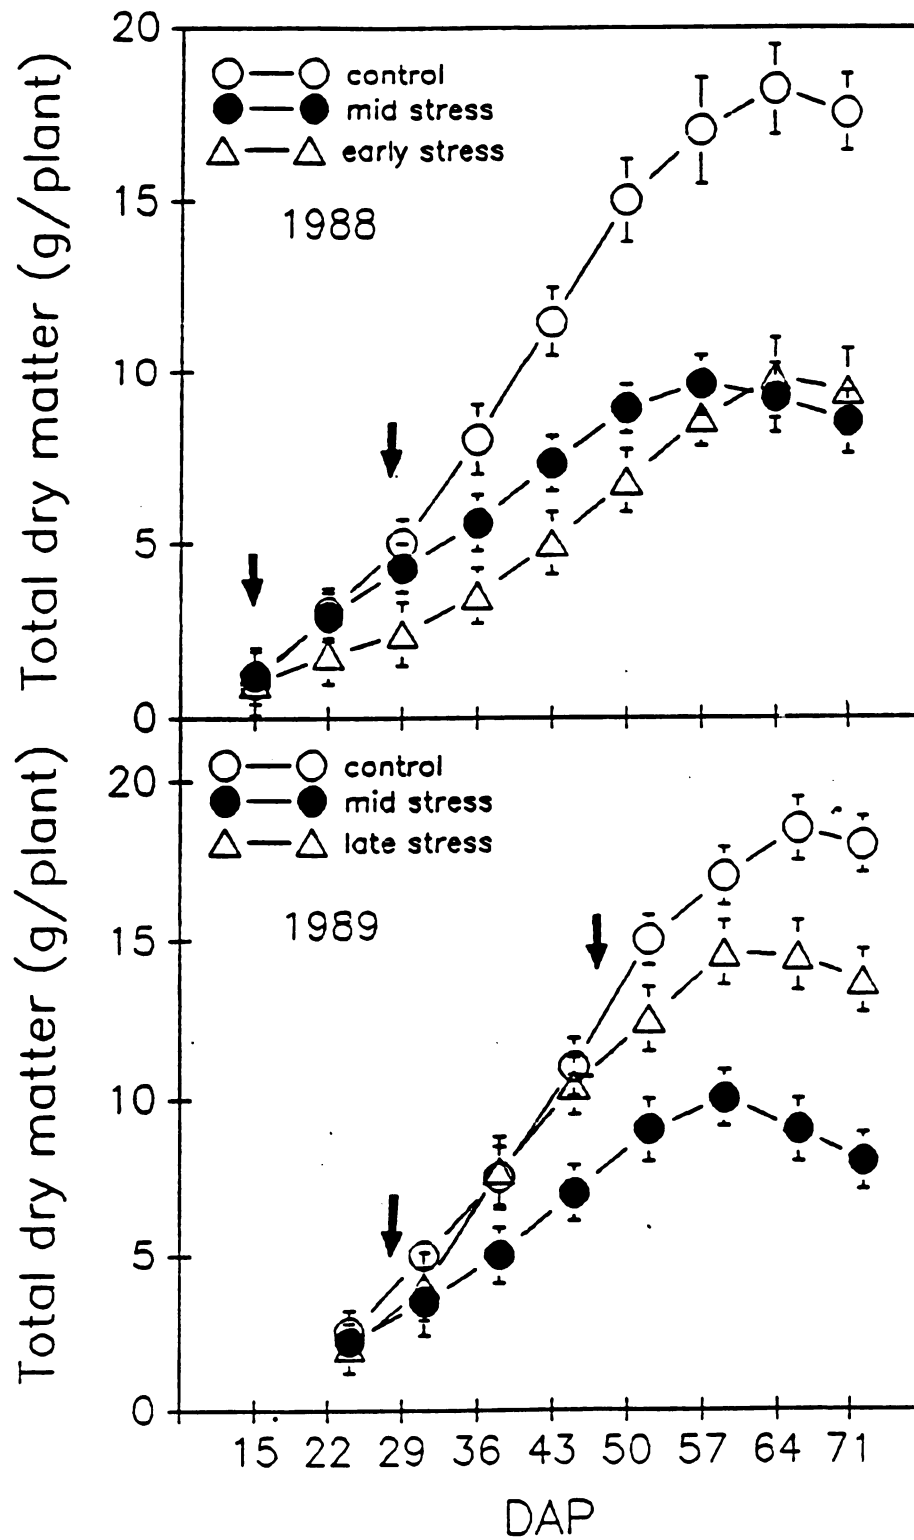 Total dry matter (g/plant)
20
15
10
5
0
control
mid stress
early stress
1988
Total dry matter (g/plant)
20
15
10
5
0
control
mid stress
late stress
1989
15 22 29 36 43 50 57 64 71
DAP